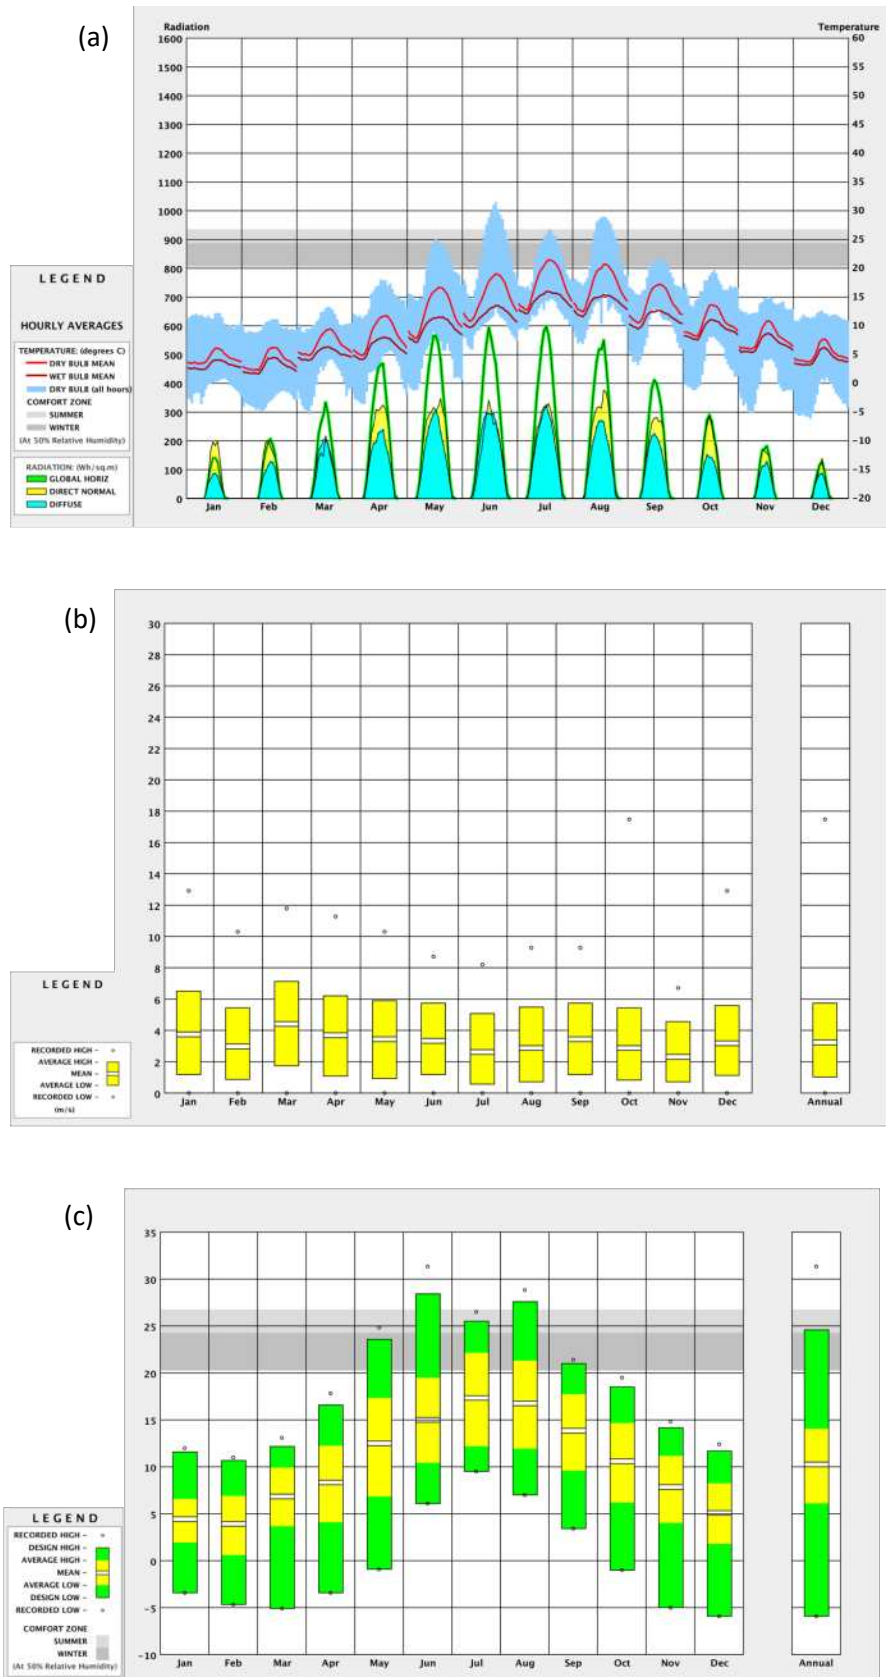 (a)
Radiation Temperature
1600 60
1500 55
1400 50
1300 45
1200 40
1100 35
1000 30
900 25
800 20
700 15
600 10
500 5
400 0
300 -5
200 -10
100 -15
0 -20
Jan Feb Mar Apr May Jun Jul Aug Sep Oct Nov Dec
LEGEND
HOURLY AVERAGES
TEMPERATURE: (degrees C)
DRY BULB MEAN
WET BULB MEAN
DRY BULB (all hours)
COMFORT ZONE
SUMMER
WINTER
(At 50% Relative Humidity)
RADIATION: (Wh/sq.m)
GLOBAL HORIZ
DIRECT NORMAL
DIFFUSE
(b)
30
28
26
24
22
20
18
16
14
12
10
8
6
4
2
0
Jan Feb Mar Apr May Jun Jul Aug Sep Oct Nov Dec Annual
LEGEND
RECORDED HIGH -
AVERAGE HIGH -
MEAN -
AVERAGE LOW -
RECORDED LOW -
(m/s)
(c)
35
30
25
20
15
10
5
0
-5
-10
Jan Feb Mar Apr May Jun Jul Aug Sep Oct Nov Dec Annual
LEGEND
RECORDED HIGH -
DESIGN HIGH -
AVERAGE HIGH -
MEAN -
AVERAGE LOW -
DESIGN LOW -
RECORDED LOW -
COMFORT ZONE
SUMMER
WINTER
(At 50% Relative Humidity)